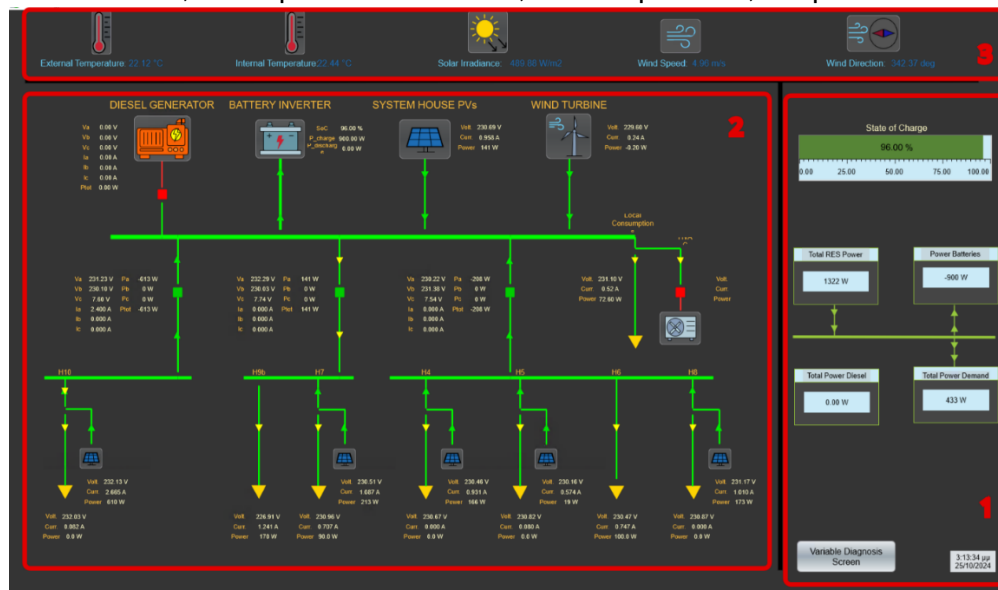 External Temperature: 22.12 °C
Internal Temperature: 22.44 °C
Solar Irradiance: 489.86 W/m2
Wind Speed: 4.96 m/s
Wind Direction: 342.37 deg
3
DIESEL GENERATOR
Va 0.00 V
Vb 0.00 V
Vc 0.00 V
Ia 0.00 A
Ib 0.00 A
Ic 0.00 A
Ptot 0.00 W
BATTERY INVERTER
SoC 96.00 %
P_charge 900.00 W
P_discharg
e 0.00 W
SYSTEM HOUSE PVs
Volt 230.69 V
Curr 0.958 A
Power 141 W
WIND TURBINE
Volt 229.60 V
Curr 0.24 A
Power -8.20 W
2
Local
Consumption
Va 231.23 V Pa -613 W
Vb 230.10 V Pb 0 W
Vc 7.66 V Pc 0 W
Ia 2.400 A Ptot -613 W
Ib 0.000 A
Ic 0.000 A
Va 232.29 V Pa 141 W
Vb 230.03 V Pb 0 W
Vc 7.74 V Pc 0 W
Ia 0.000 A Ptot 141 W
Ib 0.000 A
Ic 0.000 A
Va 230.22 V Pa -208 W
Vb 231.38 V Pb 0 W
Vc 7.54 V Pc 0 W
Ia 0.000 A Ptot -208 W
Ib 0.000 A
Ic 0.000 A
Volt 231.10 V
Curr 0.52 A
Power 72.60 W
Volt
Curr
Power
H10
H9b
H7
H4
H5
H6
H8
Volt 232.13 V
Curr 2.665 A
Power 618 W
Volt 230.51 V
Curr 1.087 A
Power 213 W
Volt 230.46 V
Curr 0.931 A
Power 166 W
Volt 230.16 V
Curr 0.574 A
Power 19 W
Volt 231.17 V
Curr 1.010 A
Power 173 W
Volt 232.03 V
Curr 0.082 A
Power 0.0 W
Volt 226.91 V
Curr 1.241 A
Power 170 W
Volt 230.96 V
Curr 0.707 A
Power 90.0 W
Volt 230.67 V
Curr 0.000 A
Power 0.0 W
Volt 230.82 V
Curr 0.080 A
Power 0.0 W
Volt 230.47 V
Curr 0.747 A
Power 100.8 W
Volt 230.87 V
Curr 0.000 A
Power 0.0 W
State of Charge
96.00 %
0.00 25.00 50.00 75.00 100.00
Total RES Power
1322 W
Power Batteries
-900 W
Total Power Diesel
0.00 W
Total Power Demand
433 W
1
Variable Diagnosis
Screen
3:13:34 μμ
25/10/2024